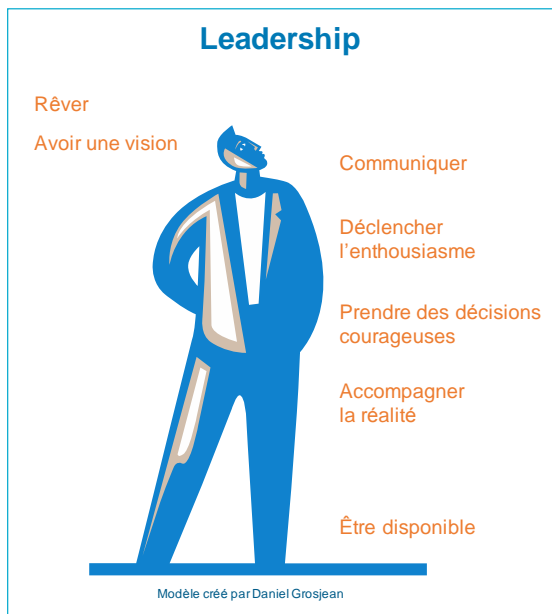 Leadership
Rêver
Avoir une vision
Communiquer
Déclencher
l’enthousiasme
Prendre des décisions
courageuses
Accompagner
la réalité
Être disponible
Modèle créé par Daniel Grosjean